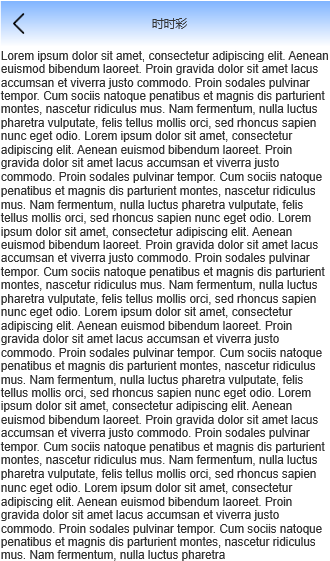 时时彩
Lorem ipsum dolor sit amet, consectetur adipiscing elit. Aenean
euismod bibendum laoreet. Proin gravida dolor sit amet lacus
accumsan et viverra justo commodo. Proin sodales pulvinar
tempor. Cum sociis natoque penatibus et magnis dis parturient
montes, nascetur ridiculus mus. Nam fermentum, nulla luctus
pharetra vulputate, felis tellus mollis orci, sed rhoncus sapien
nunc eget odio. Lorem ipsum dolor sit amet, consectetur
adipiscing elit. Aenean euismod bibendum laoreet. Proin
gravida dolor sit amet lacus accumsan et viverra justo
commodo. Proin sodales pulvinar tempor. Cum sociis natoque
penatibus et magnis dis parturient montes, nascetur ridiculus
mus. Nam fermentum, nulla luctus pharetra vulputate, felis
tellus mollis orci, sed rhoncus sapien nunc eget odio. Lorem
ipsum dolor sit amet, consectetur adipiscing elit. Aenean
euismod bibendum laoreet. Proin gravida dolor sit amet lacus
accumsan et viverra justo commodo. Proin sodales pulvinar
tempor. Cum sociis natoque penatibus et magnis dis parturient
montes, nascetur ridiculus mus. Nam fermentum, nulla luctus
pharetra vulputate, felis tellus mollis orci, sed rhoncus sapien
nunc eget odio. Lorem ipsum dolor sit amet, consectetur
adipiscing elit. Aenean euismod bibendum laoreet. Proin
gravida dolor sit amet lacus accumsan et viverra justo
commodo. Proin sodales pulvinar tempor. Cum sociis natoque
penatibus et magnis dis parturient montes, nascetur ridiculus
mus. Nam fermentum, nulla luctus pharetra vulputate, felis
tellus mollis orci, sed rhoncus sapien nunc eget odio. Lorem
ipsum dolor sit amet, consectetur adipiscing elit. Aenean
euismod bibendum laoreet. Proin gravida dolor sit amet lacus
accumsan et viverra justo commodo. Proin sodales pulvinar
tempor. Cum sociis natoque penatibus et magnis dis parturient
montes, nascetur ridiculus mus. Nam fermentum, nulla luctus
pharetra vulputate, felis tellus mollis orci, sed rhoncus sapien
nunc eget odio. Lorem ipsum dolor sit amet, consectetur
adipiscing elit. Aenean euismod bibendum laoreet. Proin
gravida dolor sit amet lacus accumsan et viverra justo
commodo. Proin sodales pulvinar tempor. Cum sociis natoque
penatibus et magnis dis parturient montes, nascetur ridiculus
mus. Nam fermentum, nulla luctus pharetra